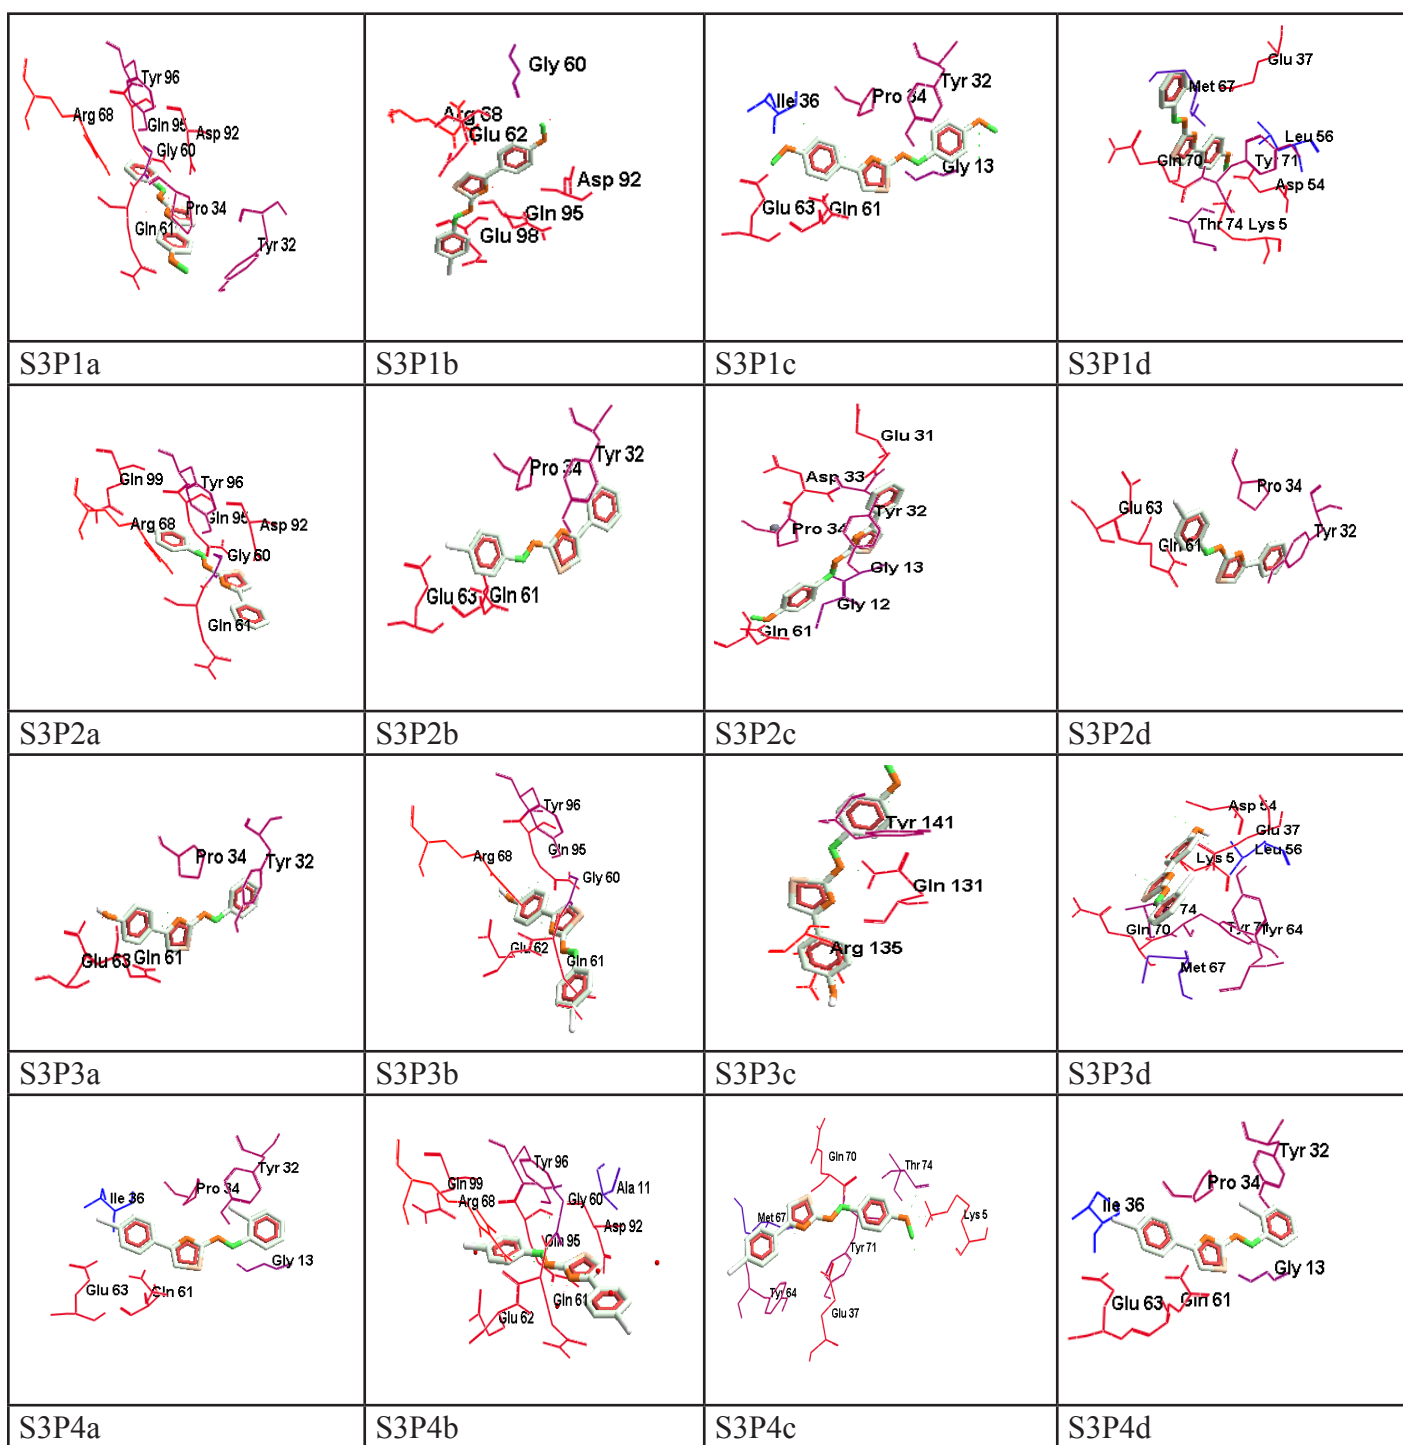 Tyr 96
Arg 68
Gln 95
Asp 92
Gly 60
Pro 34
Gln 61
Tyr 32
S3P1a
Gly 60
Arg 68
Glu 62
Asp 92
Gln 95
Glu 98
S3P1b
Tyr 32
Ile 36
Pro 34
Gly 13
Glu 63
Gln 61
S3P1c
Glu 37
Met 67
Leu 56
Gln 70
Tyr 71
Asp 54
Thr 74
Lys 5
S3P1d
Gln 99
Tyr 96
Gln 95
Arg 68
Asp 92
Gly 60
Gln 61
S3P2a
Tyr 32
Pro 34
Glu 63
Gln 61
S3P2b
Glu 31
Asp 33
Tyr 32
Pro 34
Gly 13
Gly 12
Gln 61
S3P2c
Pro 34
Glu 63
Tyr 32
Gln 61
S3P2d
Pro 34
Tyr 32
Glu 63
Gln 61
S3P3a
Tyr 96
Arg 68
Gln 95
Gly 60
Glu 62
Gln 61
S3P3b
Tyr 141
Gln 131
Arg 135
S3P3c
Asp 54
Glu 37
Lys 5
Leu 56
74
Gln 70
Tyr 71
Tyr 64
Met 67
S3P3d
Tyr 32
Ile 36
Pro 34
Gly 13
Glu 63
Gln 61
S3P4a
Tyr 96
Gln 99
Arg 68
Gly 60
Ala 11
Asp 92
Gln 95
Gln 61
Glu 62
S3P4b
Gln 70
Thr 74
Met 67
Lys 5
Tyr 71
Tyr 64
Glu 37
S3P4c
Tyr 32
Pro 34
Ile 36
Gly 13
Glu 63
Gln 61
S3P4d